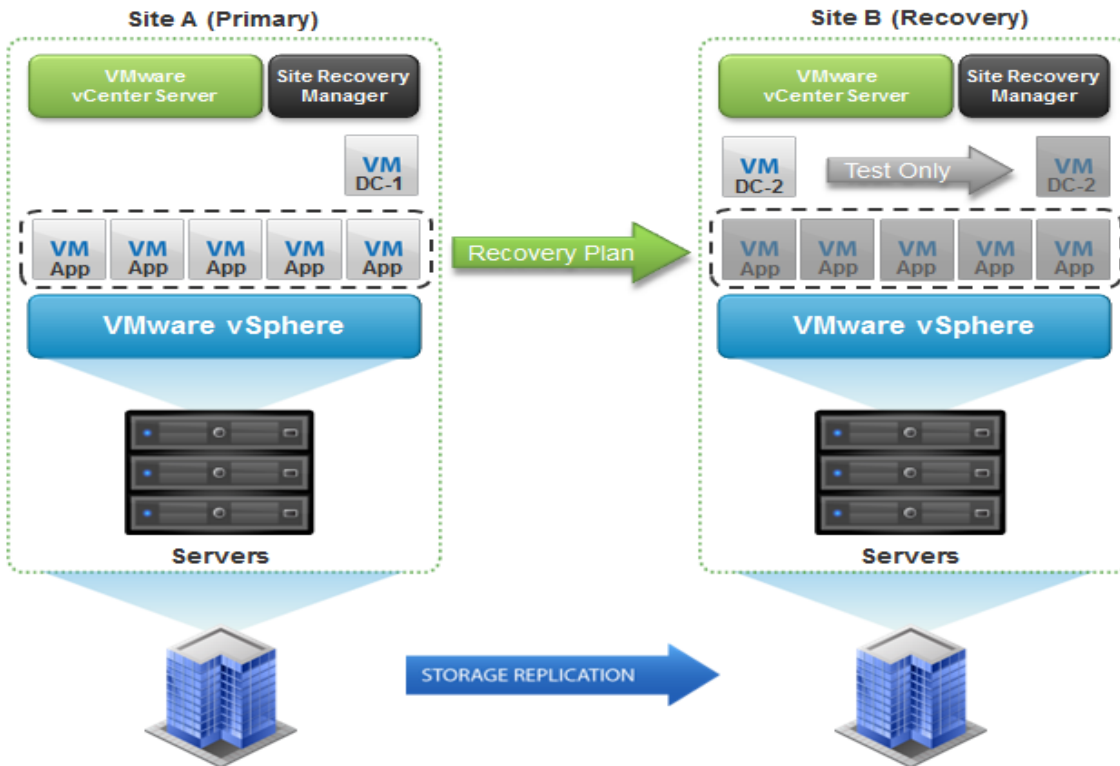 Site A (Primary)
Site B (Recovery)
VMware
vCenter Server
Site Recovery
Manager
VMware
vCenter Server
Site Recovery
Manager
VM
DC-1
VM
DC-2
Test Only
VM
DC-2
VM
App
VM
App
VM
App
VM
App
VM
App
Recovery Plan
VM
App
VM
App
VM
App
VM
App
VM
App
VMware vSphere
VMware vSphere
Servers
Servers
STORAGE REPLICATION